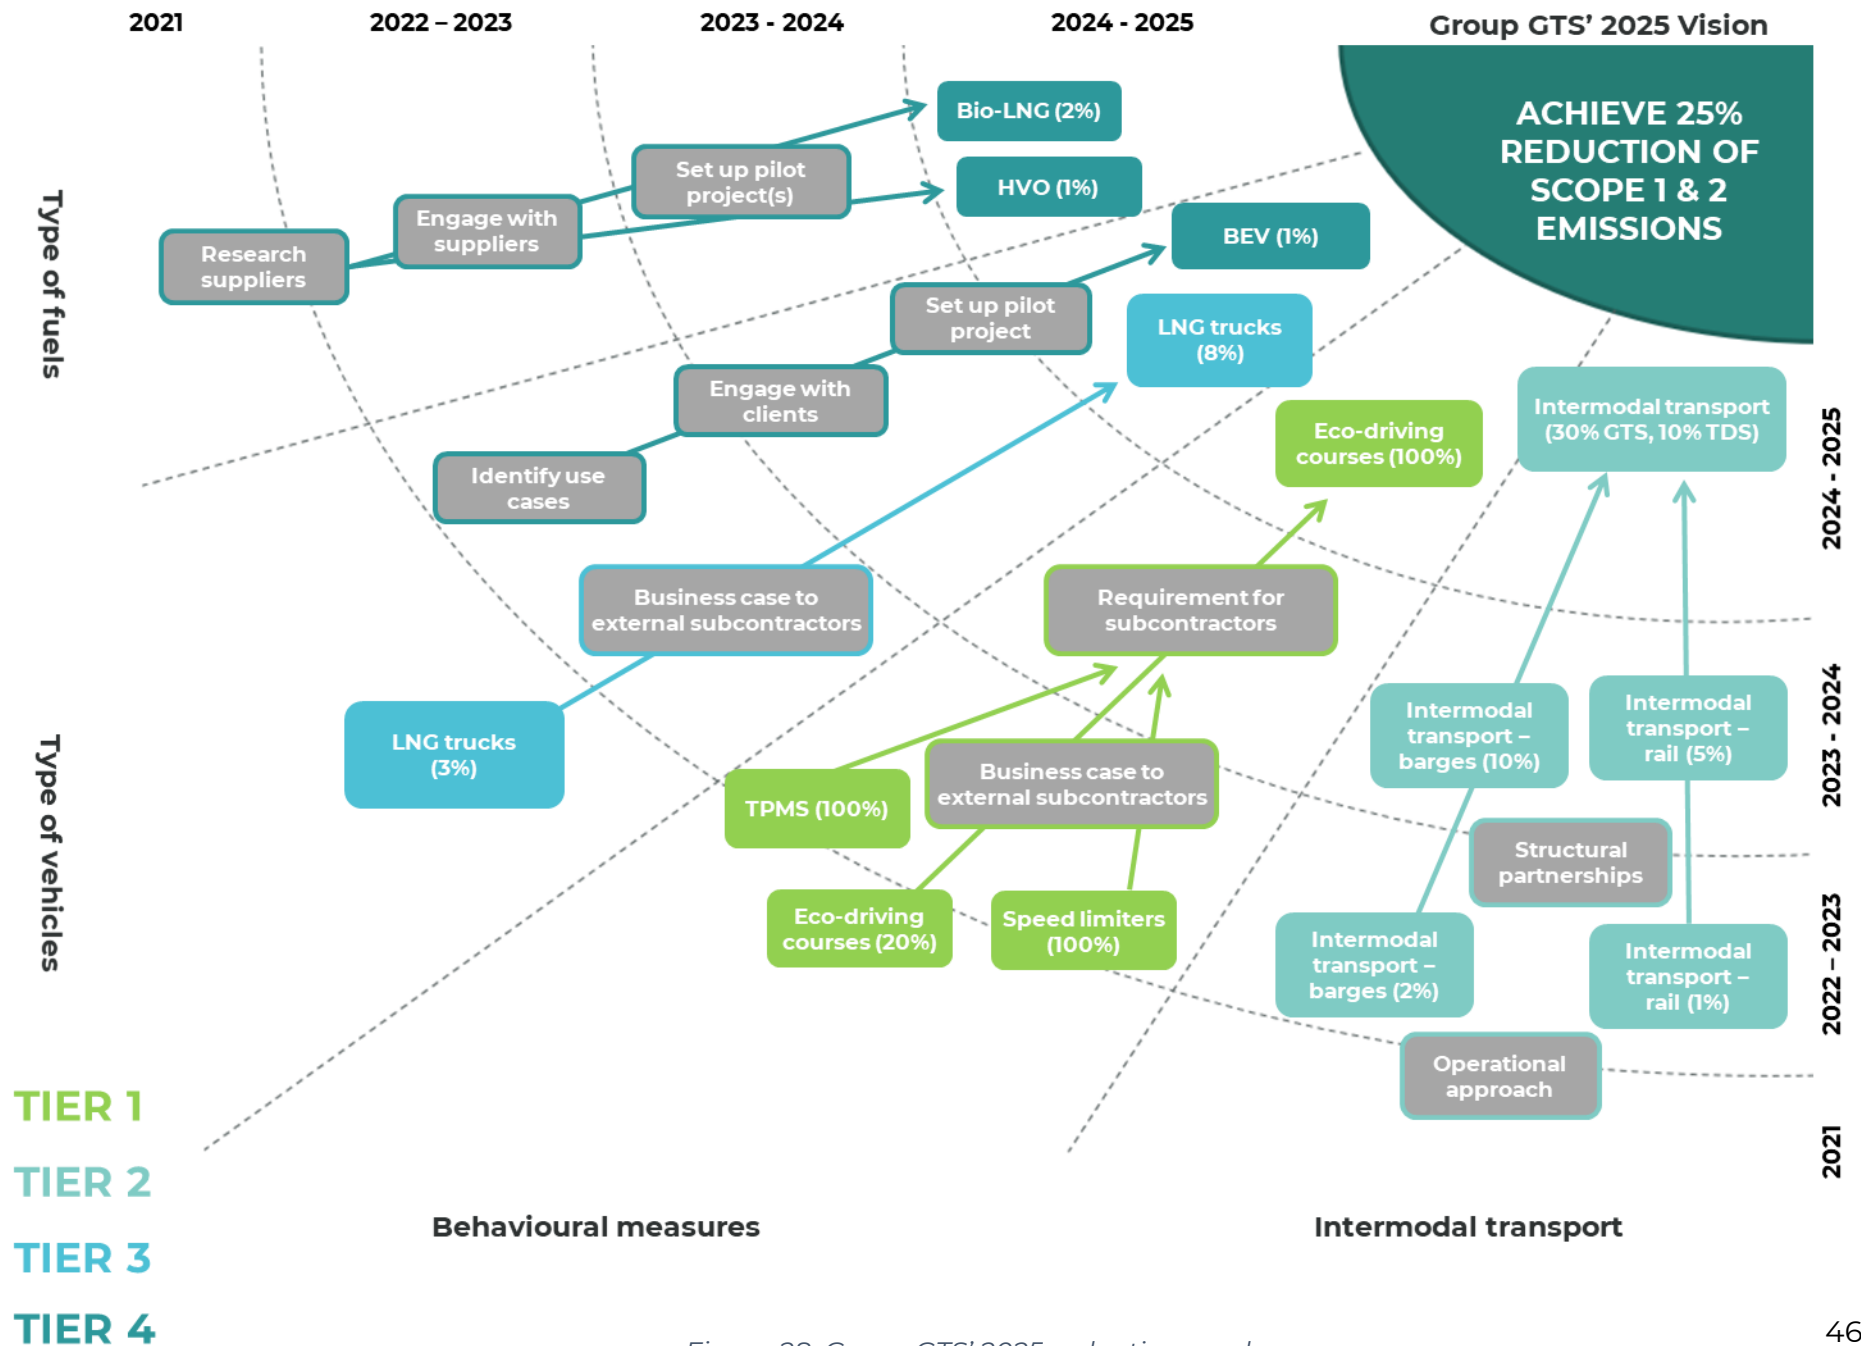 2021
2022 – 2023
2023 - 2024
2024 - 2025
Group GTS’ 2025 Vision
ACHIEVE 25%
REDUCTION OF
SCOPE 1 & 2
EMISSIONS
Type of fuels
Bio-LNG (2%)
HVO (1%)
Set up pilot
project(s)
Engage with
suppliers
Research
suppliers
BEV (1%)
Set up pilot
project
Engage with
clients
Identify use
cases
LNG trucks
(8%)
Business case to
external subcontractors
LNG trucks
(3%)
Type of vehicles
Eco-driving
courses (100%)
Requirement for
subcontractors
Business case to
external subcontractors
TPMS (100%)
Eco-driving
courses (20%)
Speed limiters
(100%)
Intermodal transport
(30% GTS, 10% TDS)
Intermodal
transport –
barges (10%)
Intermodal
transport –
rail (5%)
Structural
partnerships
Intermodal
transport –
barges (2%)
Intermodal
transport –
rail (1%)
Operational
approach
2024 - 2025
2023 - 2024
2022 – 2023
2021
TIER 1
TIER 2
TIER 3
TIER 4
Behavioural measures
Intermodal transport
46